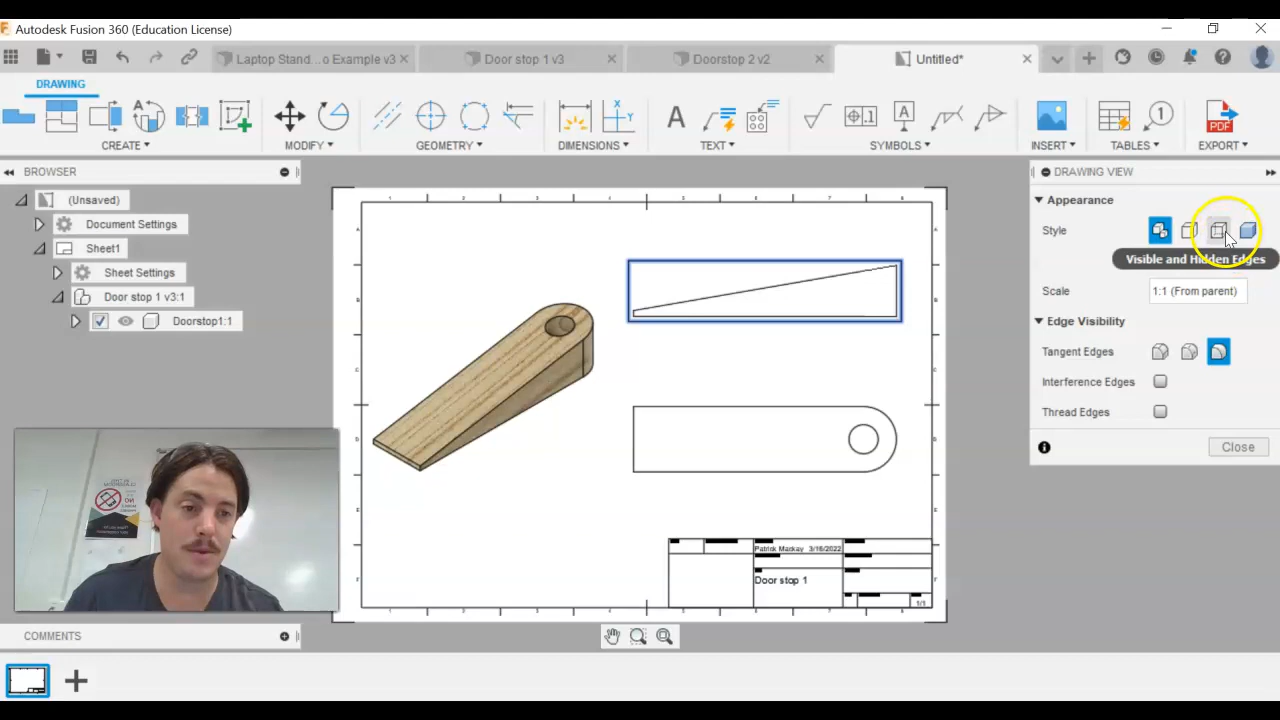 Autodesk Fusion 360 (Education License)
Laptop Stand...o Example v3
Door stop 1 v3
Doorstop 2 v2
Untitled*
DRAWING
CREATE
MODIFY
GEOMETRY
DIMENSIONS
TEXT
SYMBOLS
INSERT
TABLES
EXPORT
BROWSER
(Unsaved)
Document Settings
Sheet1
Sheet Settings
Door stop 1 v3:1
Doorstop1:1
DRAWING VIEW
Appearance
Style
Visible and Hidden Edges
Scale
1:1 (From parent)
Edge Visibility
Tangent Edges
Interference Edges
Thread Edges
Close
Patrick Mackay 3/16/2022
Door stop 1
1/1
COMMENTS